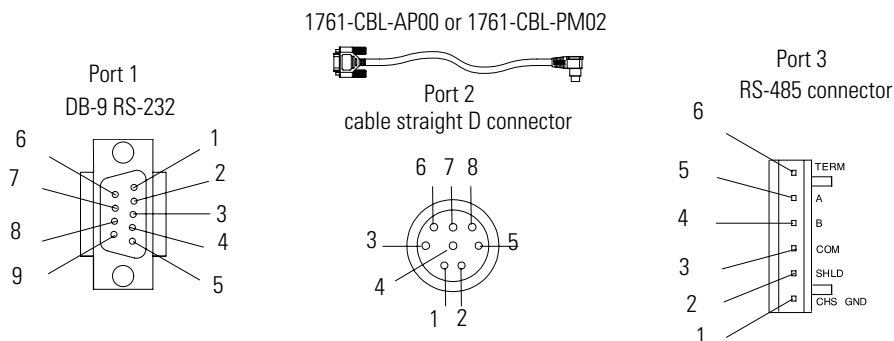 1761-CBL-AP00 or 1761-CBL-PM02
Port 1
DB-9 RS-232
6
7
8
9
1
2
3
4
5
Port 2
cable straight D connector
6 7 8
3
5
4
1 2
Port 3
RS-485 connector
6
5
4
3
2
1
TERM
A
B
COM
SHLD
CHS GND